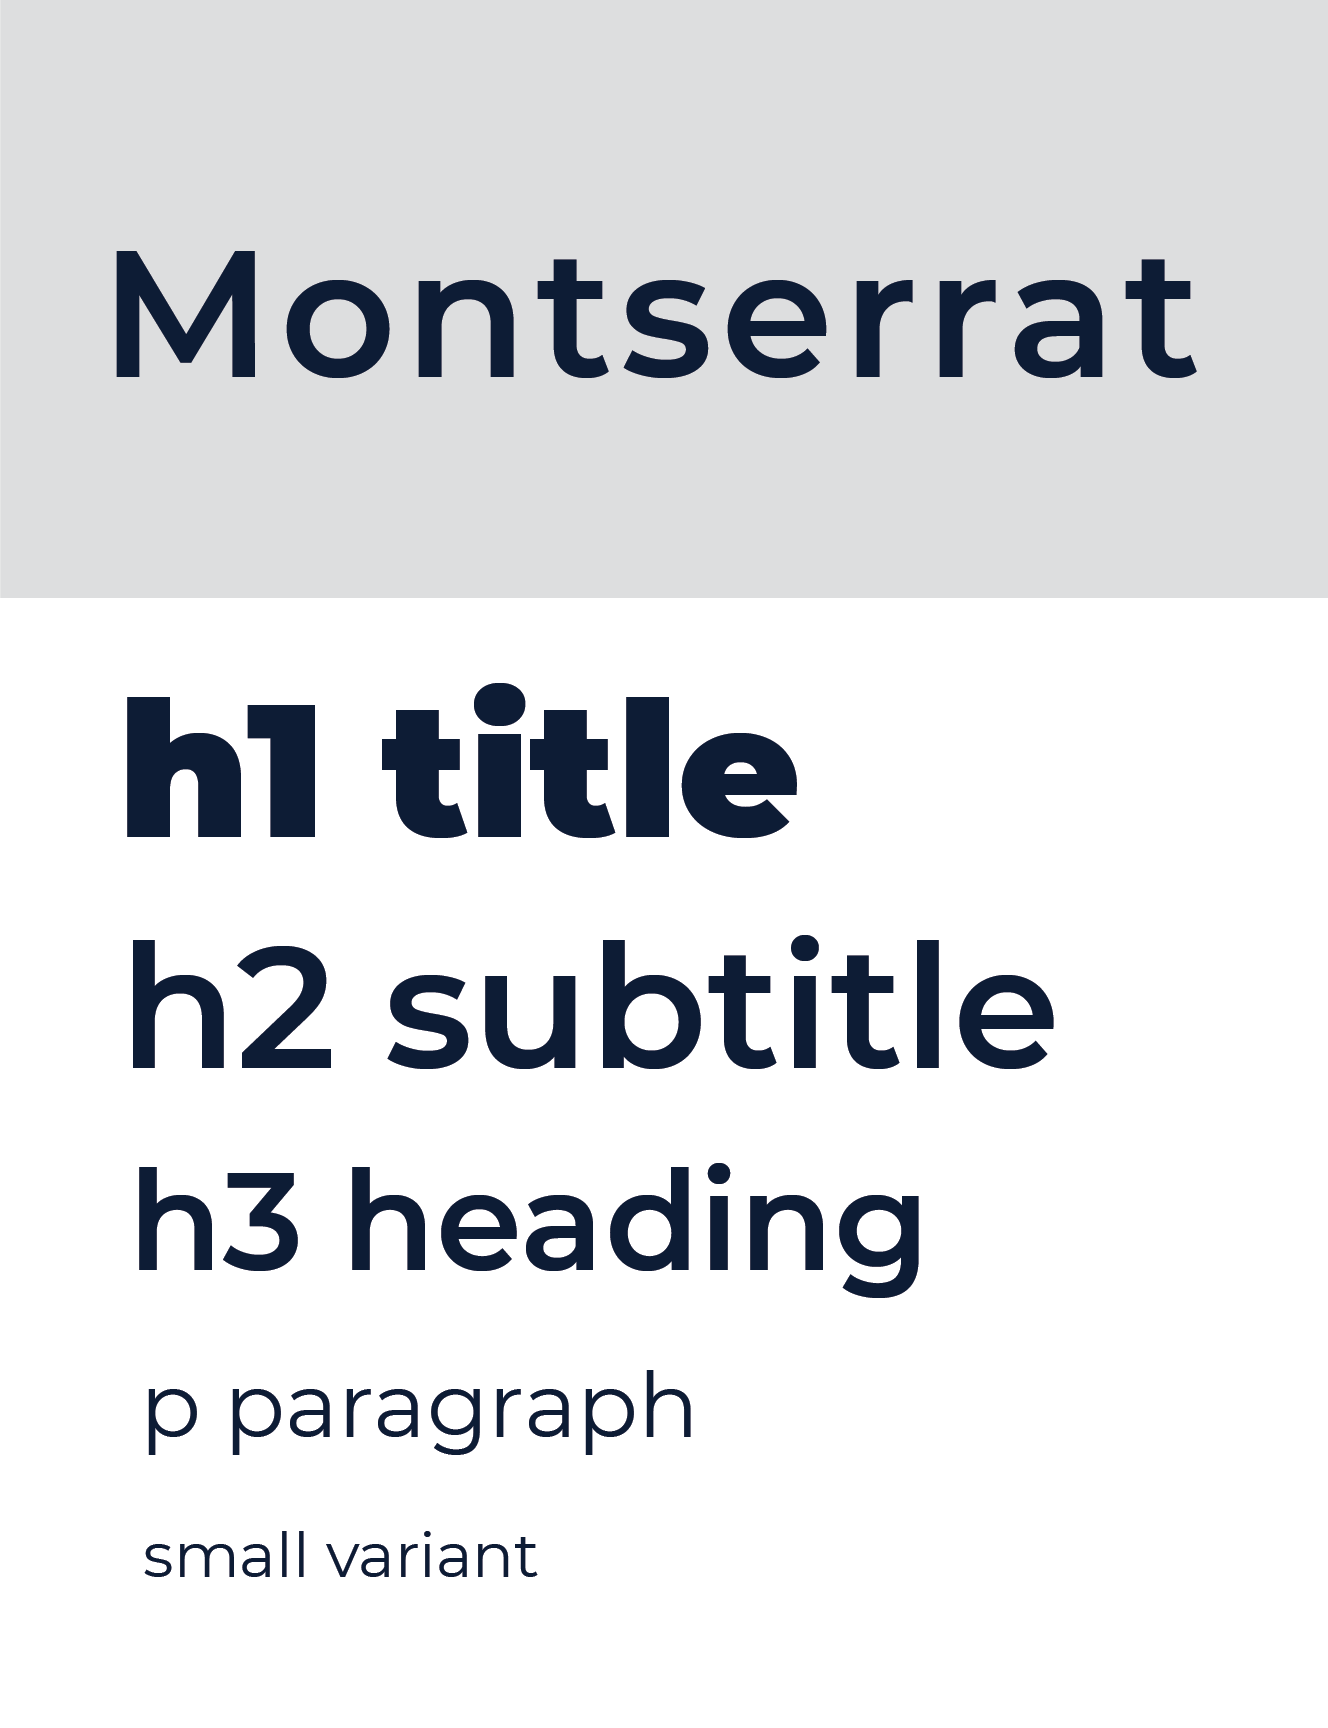 Montserrat
h1 title
h2 subtitle
h3 heading
p paragraph
small variant